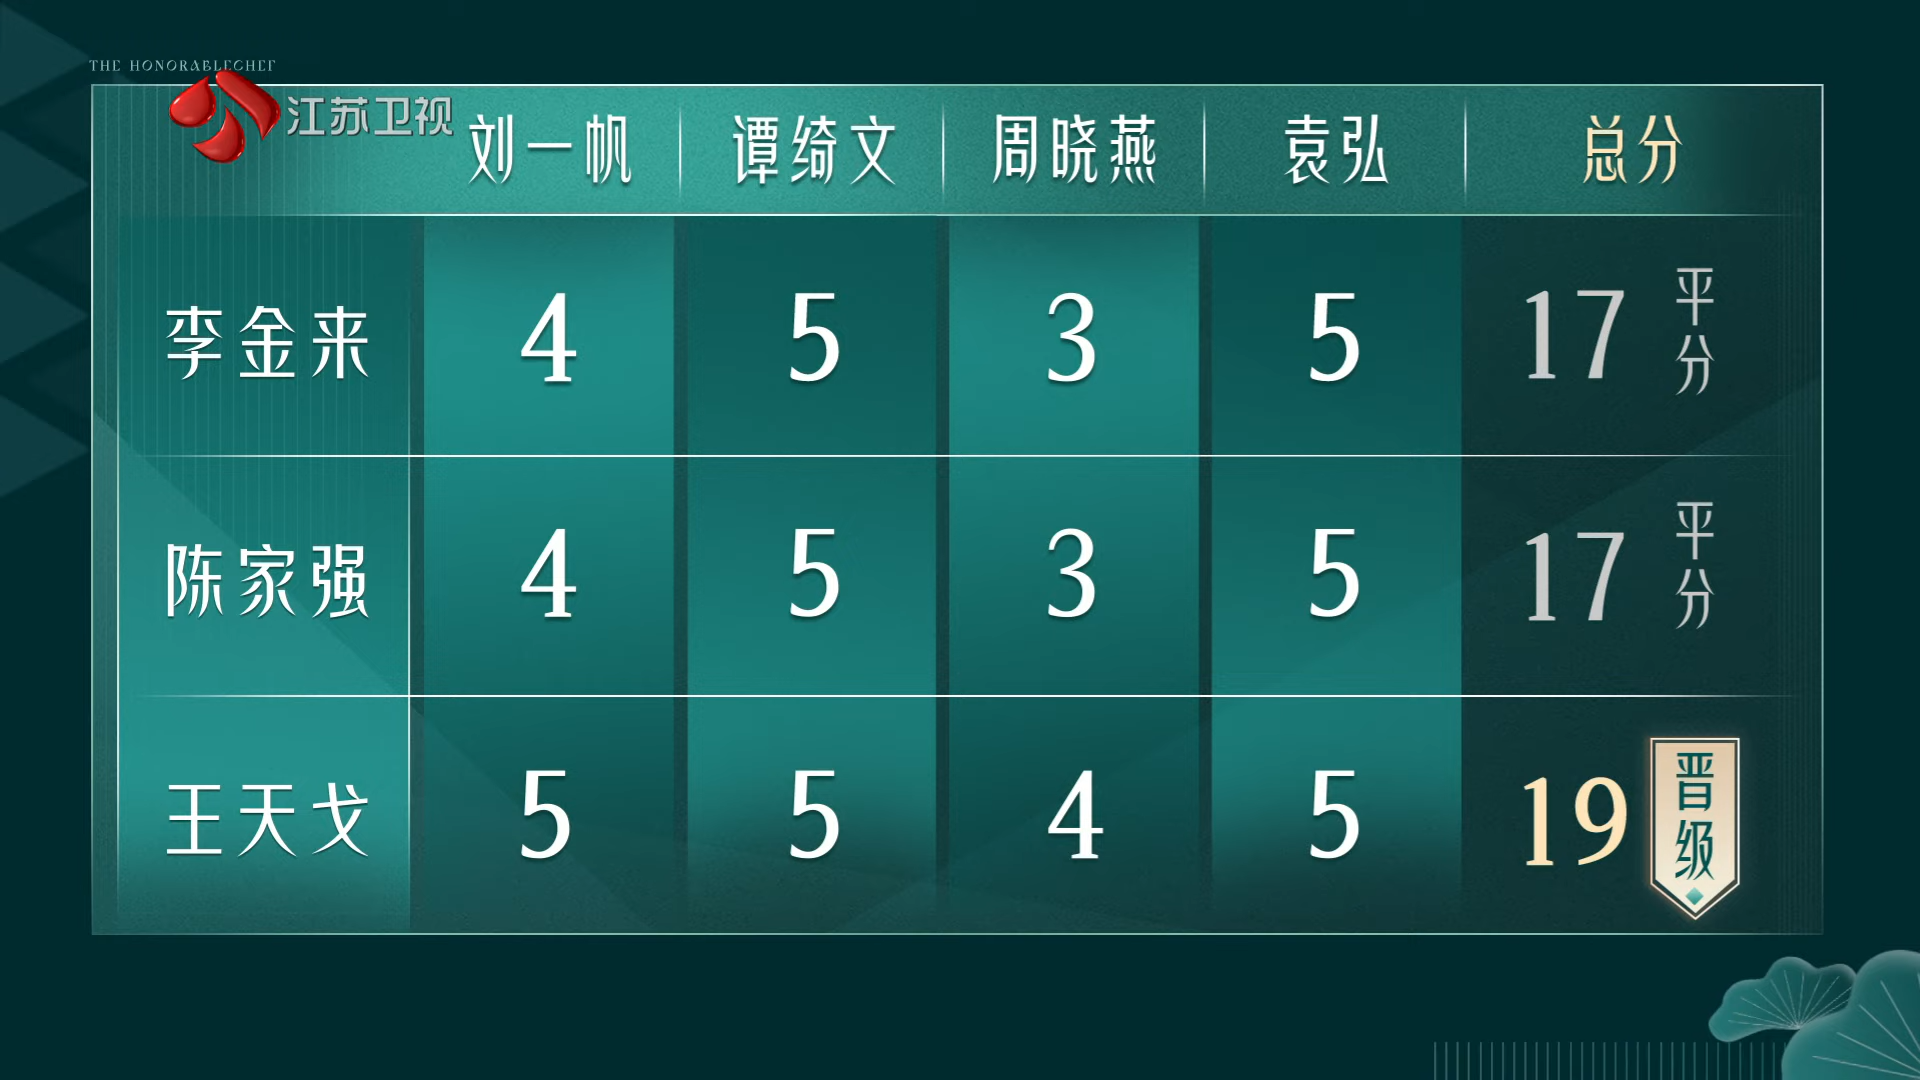 THE HONORABLECHEF
江苏卫视
刘一帆 谭绮文 周晓燕 袁弘 总分
李金来 4 5 3 5 17 平分
陈家强 4 5 3 5 17 平分
王天戈 5 5 4 5 19 晋级